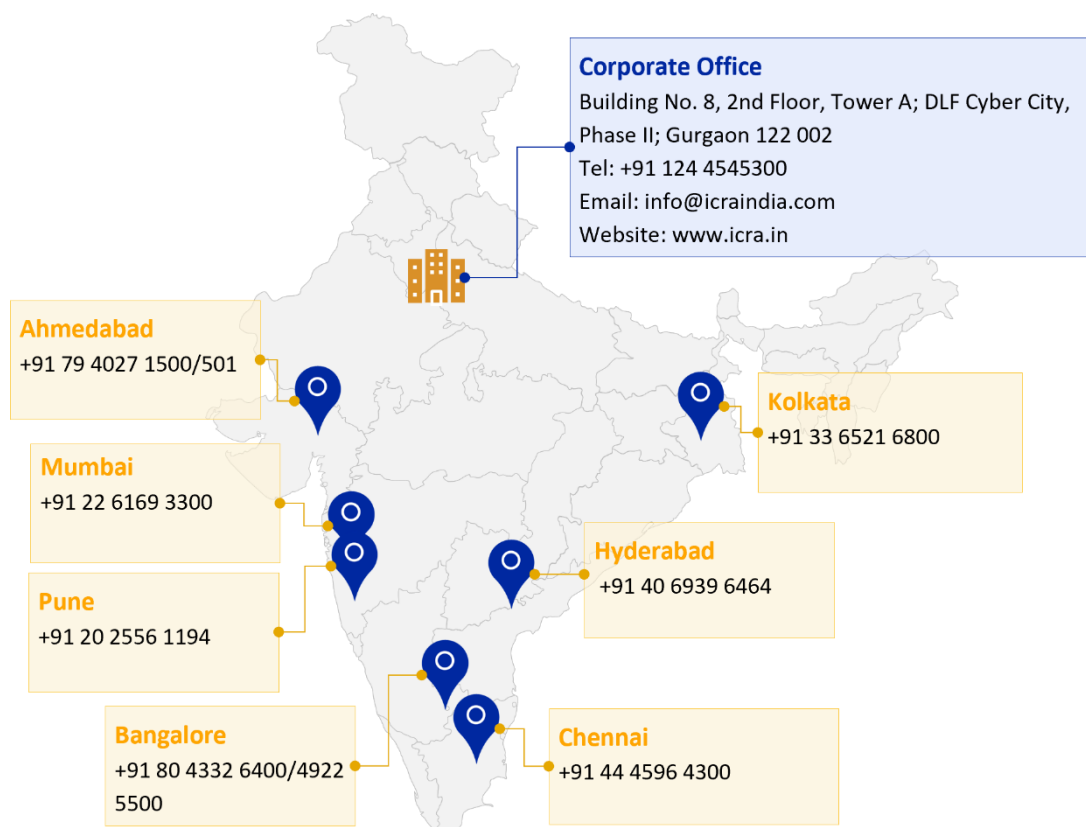 Corporate Office
Building No. 8, 2nd Floor, Tower A; DLF Cyber City,
Phase II; Gurgaon 122 002
Tel: +91 124 4545300
Email: info@icraindia.com
Website: www.icra.in
Ahmedabad
+91 79 4027 1500/501
Kolkata
+91 33 6521 6800
Mumbai
+91 22 6169 3300
Hyderabad
+91 40 6939 6464
Pune
+91 20 2556 1194
Bangalore
+91 80 4332 6400/4922
5500
Chennai
+91 44 4596 4300